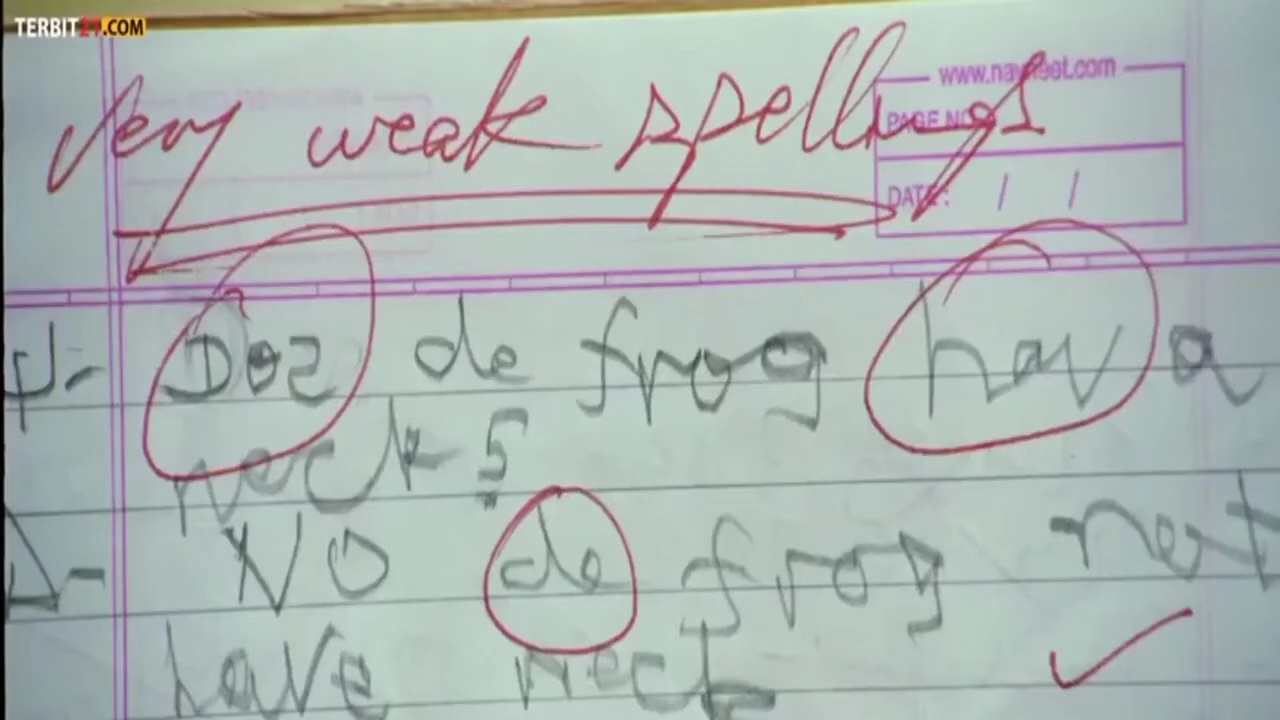 TERBIT21.COM
Very weak spellings
www.navneet.com
PAGE NO
DATE: / /
Doz de frog hav a
neck?
No de frog
have neck